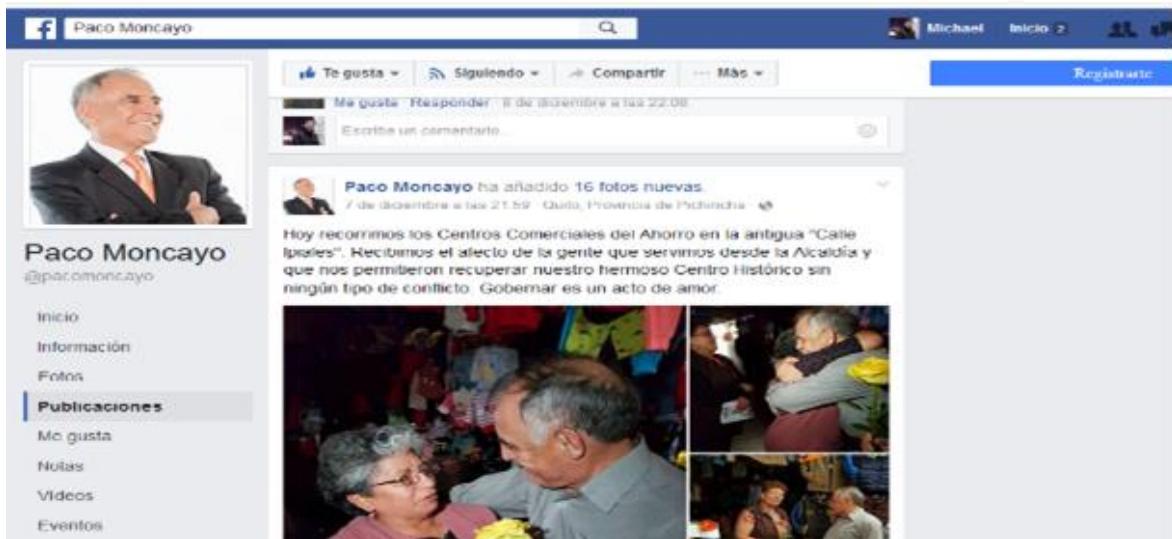 f
Paco Moncayo
Michael
Inicio 2
Te gusta
Siguiendo
Compartir
··· Más
Registrarte
Me gusta · Responder · 8 de diciembre a las 22:08
Escribe un comentario...
Paco Moncayo ha añadido 16 fotos nuevas.
7 de diciembre a las 21:59 · Quito, Provincia de Pichincha ·
Hoy recorrimos los Centros Comerciales del Ahorro en la antigua "Calle
Ipiales". Recibimos el afecto de la gente que servimos desde la Alcaldía y
que nos permitieron recuperar nuestro hermoso Centro Histórico sin
ningún tipo de conflicto. Gobernar es un acto de amor.
Paco Moncayo
@pacomoncayo
Inicio
Información
Fotos
Publicaciones
Me gusta
Notas
Vídeos
Eventos